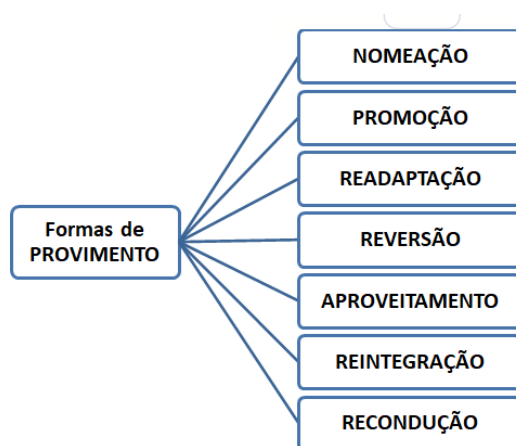 Formas de
PROVIMENTO
NOMEAÇÃO
PROMOÇÃO
READAPTAÇÃO
REVERSÃO
APROVEITAMENTO
REINTEGRAÇÃO
RECONDUÇÃO